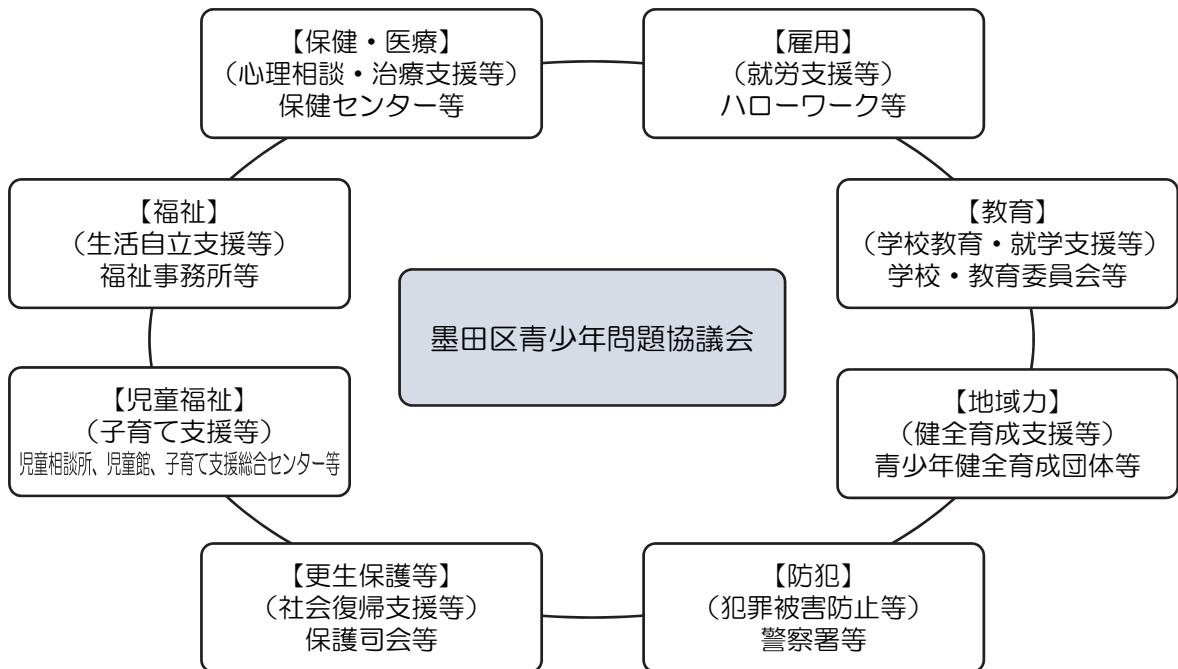 【保健・医療】
（心理相談・治療支援等）
保健センター等
【雇用】
（就労支援等）
ハローワーク等
【福祉】
（生活自立支援等）
福祉事務所等
【教育】
（学校教育・就学支援等）
学校・教育委員会等
墨田区青少年問題協議会
【児童福祉】
（子育て支援等）
児童相談所、児童館、子育て支援総合センター等
【地域力】
（健全育成支援等）
青少年健全育成団体等
【更生保護等】
（社会復帰支援等）
保護司会等
【防犯】
（犯罪被害防止等）
警察署等